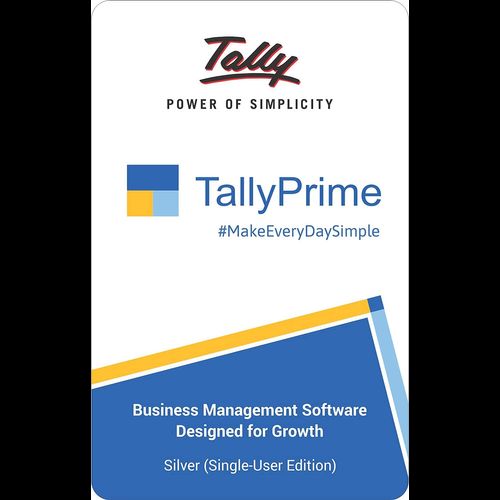 Tally
POWER OF SIMPLICITY
TallyPrime
#MakeEveryDaySimple
Business Management Software
Designed for Growth
Silver (Single-User Edition)